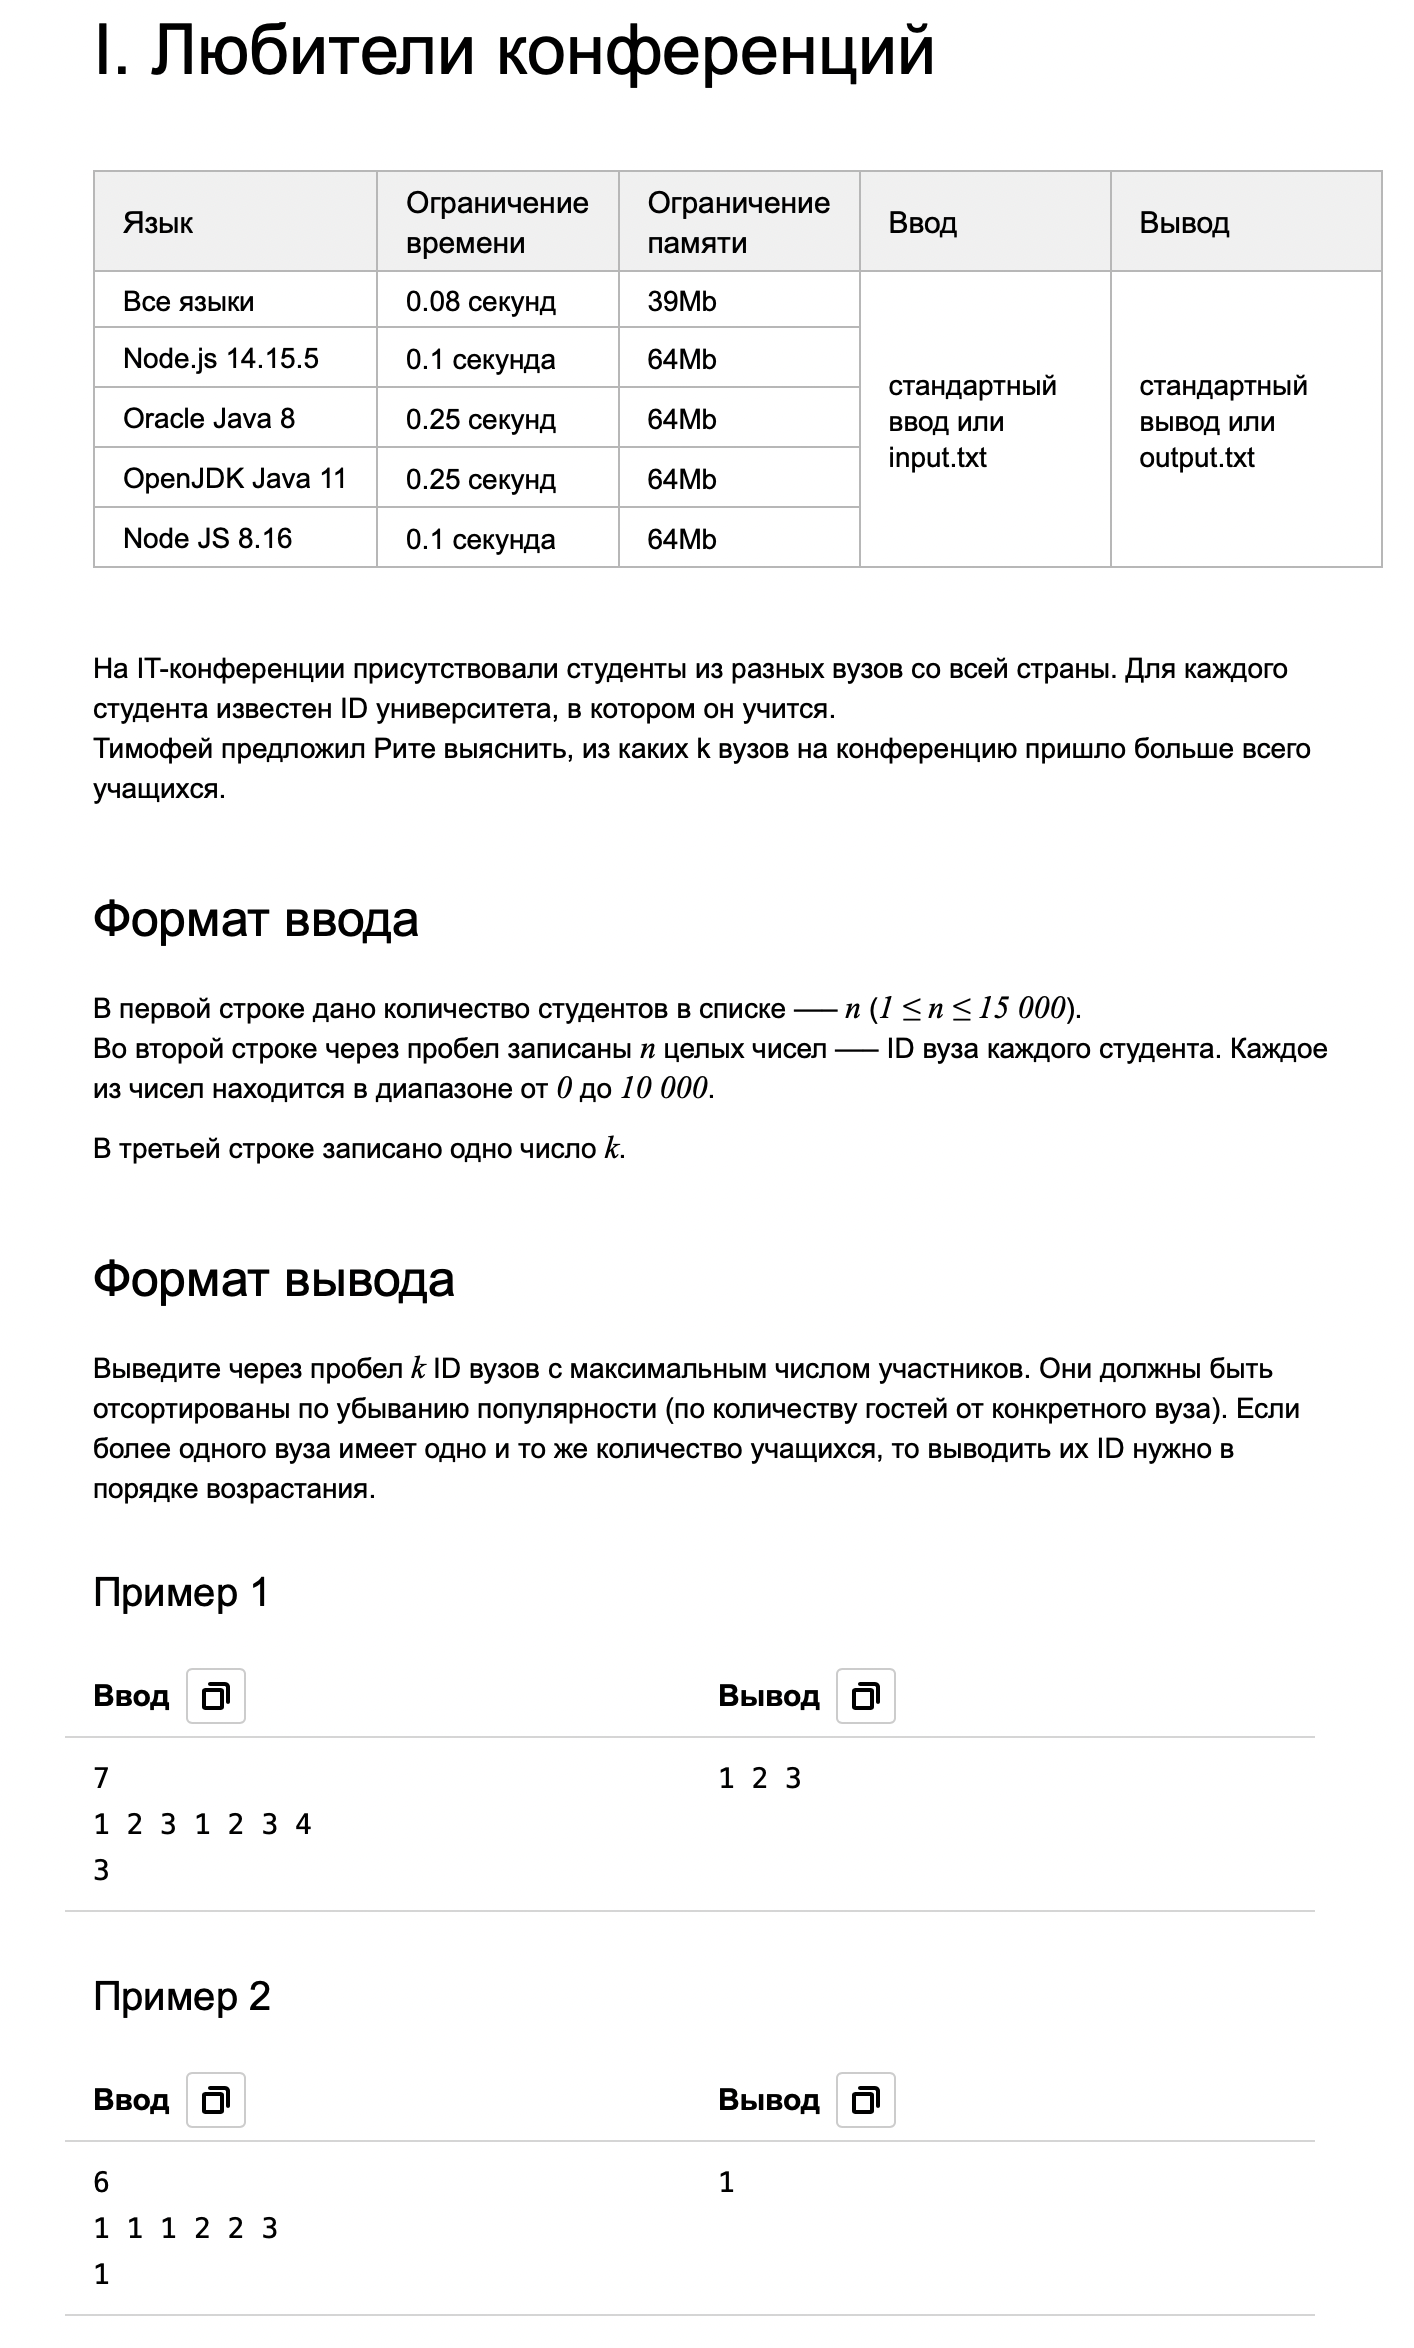 I. Любители конференций
Язык
Ограничение времени
Ограничение памяти
Ввод
Вывод
Все языки
0.08 секунд
39Mb
стандартный ввод или input.txt
стандартный вывод или output.txt
Node.js 14.15.5
0.1 секунда
64Mb
Oracle Java 8
0.25 секунд
64Mb
OpenJDK Java 11
0.25 секунд
64Mb
Node JS 8.16
0.1 секунда
64Mb
На IT-конференции присутствовали студенты из разных вузов со всей страны. Для каждого
студента известен ID университета, в котором он учится.
Тимофей предложил Рите выяснить, из каких k вузов на конференцию пришло больше всего
учащихся.
Формат ввода
В первой строке дано количество студентов в списке — n (1 ≤ n ≤ 15 000).
Во второй строке через пробел записаны n целых чисел — ID вуза каждого студента. Каждое
из чисел находится в диапазоне от 0 до 10 000.
В третьей строке записано одно число k.
Формат вывода
Выведите через пробел k ID вузов с максимальным числом участников. Они должны быть
отсортированы по убыванию популярности (по количеству гостей от конкретного вуза). Если
более одного вуза имеет одно и то же количество учащихся, то выводить их ID нужно в
порядке возрастания.
Пример 1
Ввод
Вывод
7
1 2 3
1 2 3 1 2 3 4
3
Пример 2
Ввод
Вывод
6
1
1 1 1 2 2 3
1